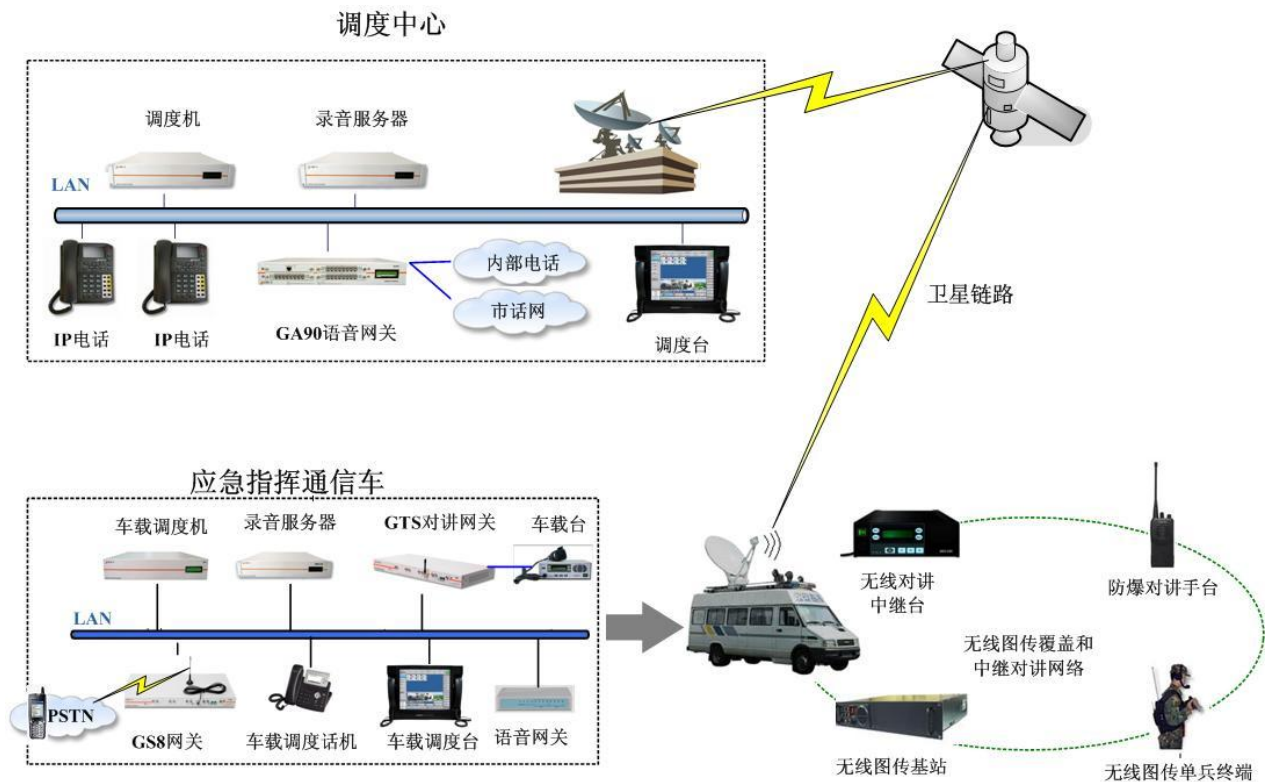 调度中心
调度机
录音服务器
LAN
内部电话
市话网
IP电话
IP电话
GA90语音网关
调度台
卫星链路
应急指挥通信车
车载调度机
录音服务器
GTS对讲网关
车载台
LAN
PSTN
GS8网关
车载调度话机
车载调度台
语音网关
无线对讲
中继台
防爆对讲手台
无线图传覆盖和
中继对讲网络
无线图传基站
无线图传单兵终端